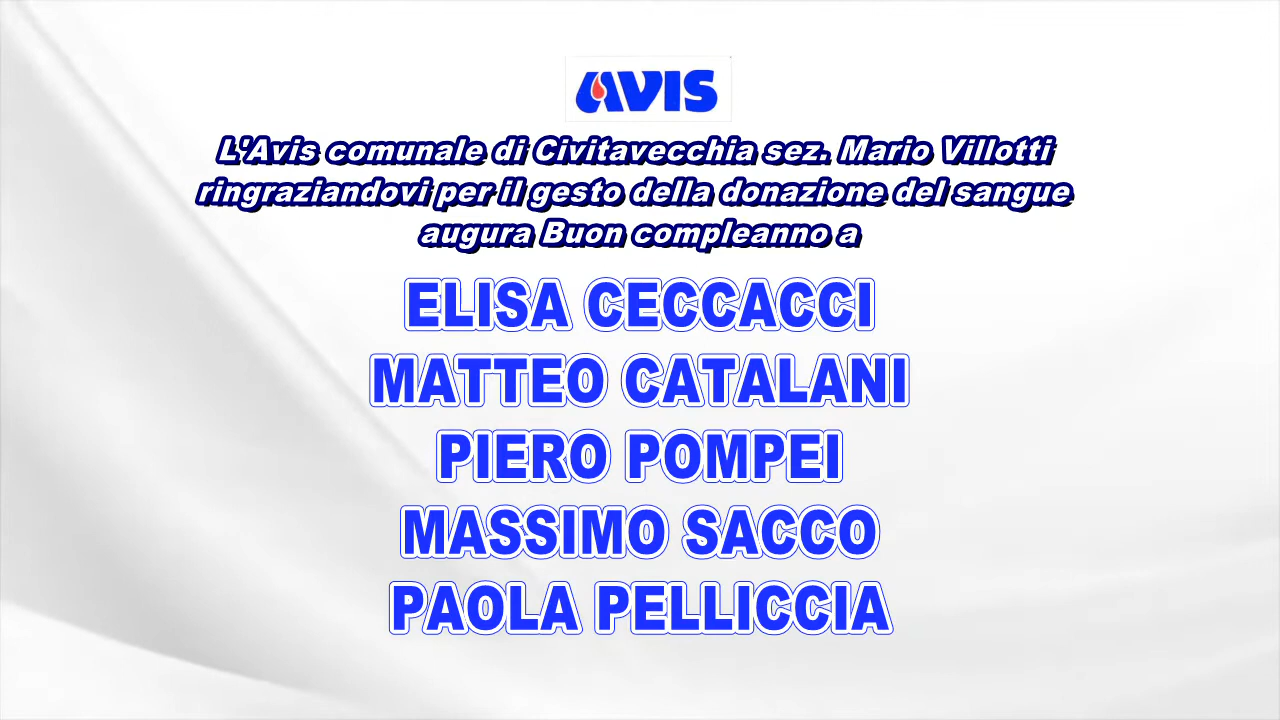 AVIS
L'Avis comunale di Civitavecchia sez. Mario Villotti
ringraziandovi per il gesto della donazione del sangue
augura Buon compleanno a
ELISA CECCACCI
MATTEO CATALANI
PIERO POMPEI
MASSIMO SACCO
PAOLA PELLICCIA